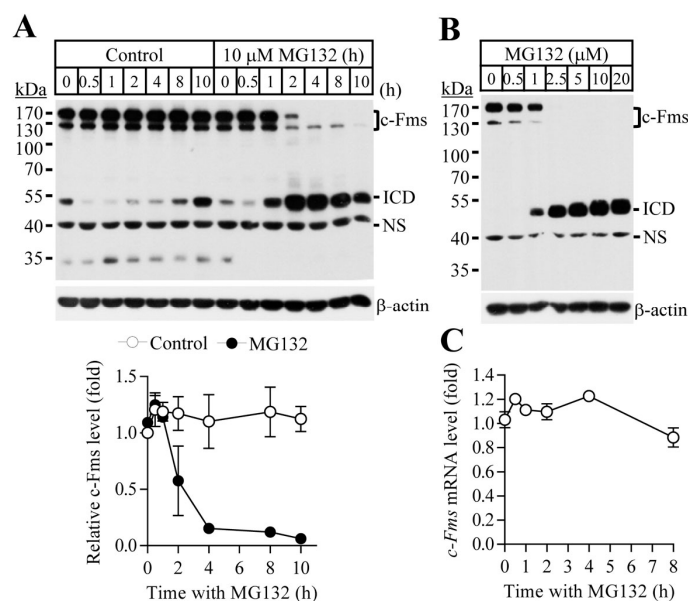 A
Control
10 μM MG132 (h)
kDa
0 0.5 1 2 4 8 10 0 0.5 1 2 4 8 10 (h)
170
130
100
70
55
40
35
c-Fms
ICD
NS
β-actin
B
MG132 (μM)
kDa
0 0.5 1 2.5 5 10 20
170
130
100
70
55
40
35
c-Fms
ICD
NS
β-actin
Control MG132
Relative c-Fms level (fold)
1.5
1.0
0.5
0.0
0 2 4 6 8 10
Time with MG132 (h)
C
c-Fms mRNA level (fold)
1.4
1.2
1.0
0.8
0.6
0.4
0.2
0.0
0 1 2 3 4 5 6 7 8
Time with MG132 (h)